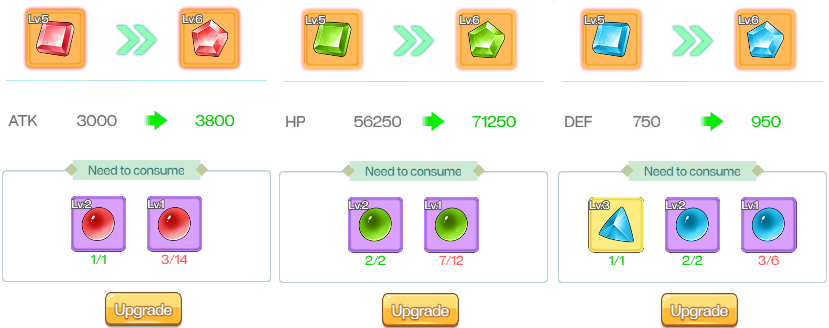 Lv.5 Lv.6
ATK 3000 3800
Need to consume
Lv.2 Lv.1
1/1 3/14
Upgrade
Lv.5 Lv.6
HP 56250 71250
Need to consume
Lv.2 Lv.1
2/2 7/12
Upgrade
Lv.5 Lv.6
DEF 750 950
Need to consume
Lv.3 Lv.2 Lv.1
1/1 2/2 3/6
Upgrade